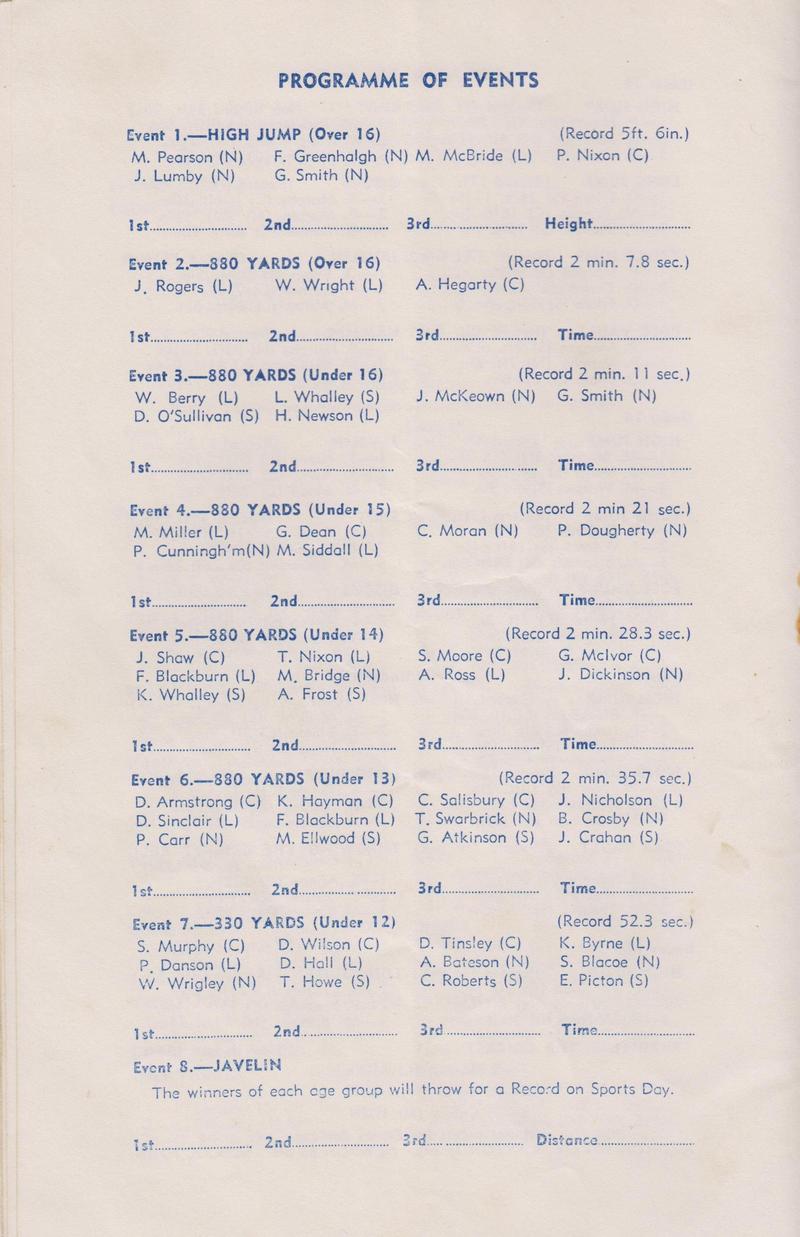 PROGRAMME OF EVENTS
Event 1.—HIGH JUMP (Over 16) (Record 5ft. 6in.)
M. Pearson (N) F. Greenhalgh (N) M. McBride (L) P. Nixon (C)
J. Lumby (N) G. Smith (N)
1st.............................. 2nd.............................. 3rd.............................. Height..............................
Event 2.—880 YARDS (Over 16) (Record 2 min. 7.8 sec.)
J. Rogers (L) W. Wright (L) A. Hegarty (C)
1st.............................. 2nd.............................. 3rd.............................. Time..............................
Event 3.—880 YARDS (Under 16) (Record 2 min. 11 sec.)
W. Berry (L) L. Whalley (S) J. McKeown (N) G. Smith (N)
D. O'Sullivan (S) H. Newson (L)
1st.............................. 2nd.............................. 3rd.............................. Time..............................
Event 4.—880 YARDS (Under 15) (Record 2 min 21 sec.)
M. Miller (L) G. Dean (C) C. Moran (N) P. Dougherty (N)
P. Cunningh'm(N) M. Siddall (L)
1st.............................. 2nd.............................. 3rd.............................. Time..............................
Event 5.—880 YARDS (Under 14) (Record 2 min. 28.3 sec.)
J. Shaw (C) T. Nixon (L) S. Moore (C) G. McIvor (C)
F. Blackburn (L) M. Bridge (N) A. Ross (L) J. Dickinson (N)
K. Whalley (S) A. Frost (S)
1st.............................. 2nd.............................. 3rd.............................. Time..............................
Event 6.—880 YARDS (Under 13) (Record 2 min. 35.7 sec.)
D. Armstrong (C) K. Hayman (C) C. Salisbury (C) J. Nicholson (L)
D. Sinclair (L) F. Blackburn (L) T. Swarbrick (N) B. Crosby (N)
P. Carr (N) M. Ellwood (S) G. Atkinson (S) J. Crahan (S)
1st.............................. 2nd.............................. 3rd.............................. Time..............................
Event 7.—330 YARDS (Under 12) (Record 52.3 sec.)
S. Murphy (C) D. Wilson (C) D. Tinsley (C) K. Byrne (L)
P. Danson (L) D. Hall (L) A. Bateson (N) S. Blacoe (N)
W. Wrigley (N) T. Howe (S) C. Roberts (S) E. Picton (S)
1st.............................. 2nd.............................. 3rd.............................. Time..............................
Event 8.—JAVELIN
The winners of each age group will throw for a Record on Sports Day.
1st.............................. 2nd.............................. 3rd.............................. Distance..............................